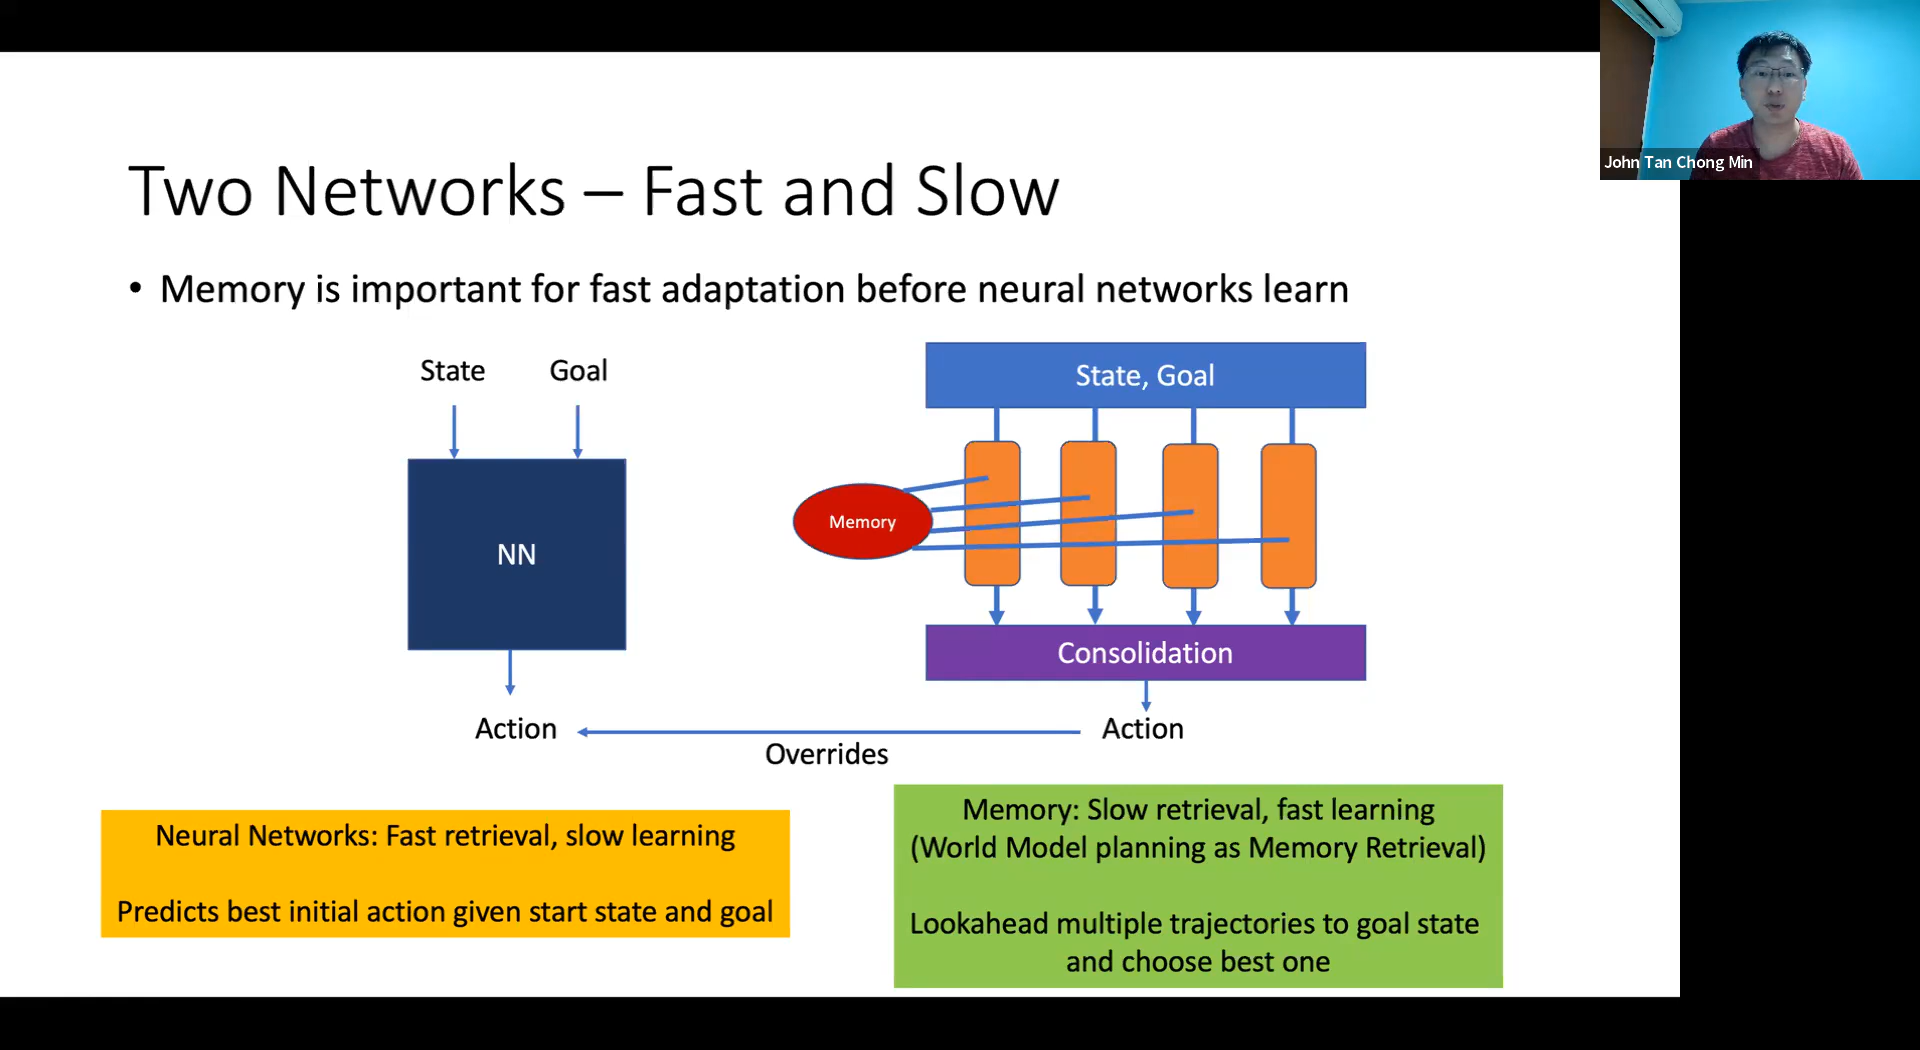 John Tan Chong Min
Two Networks – Fast and Slow
• Memory is important for fast adaptation before neural networks learn
State
Goal
NN
Action
State, Goal
Memory
Consolidation
Action
Overrides
Neural Networks: Fast retrieval, slow learning
Predicts best initial action given start state and goal
Memory: Slow retrieval, fast learning
(World Model planning as Memory Retrieval)
Lookahead multiple trajectories to goal state
and choose best one